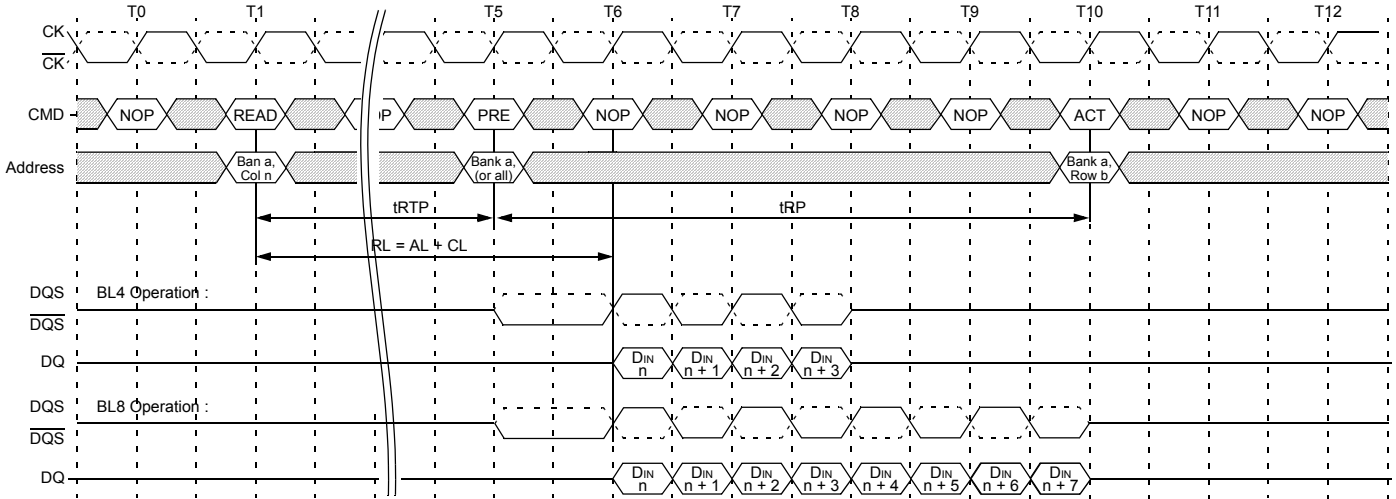 T0 T1 T5 T6 T7 T8 T9 T10 T11 T12
CK
CK
CMD NOP READ PRE NOP NOP NOP NOP ACT NOP NOP
Address Ban a, Bank a, Bank a,
Col n (or all) Row b
tRTP tRP
RL = AL + CL
DQS BL4 Operation :
DQS
DQ DIN DIN DIN DIN
n n + 1 n + 2 n + 3
DQS BL8 Operation :
DQS
DQ DIN DIN DIN DIN DIN DIN DIN DIN
n n + 1 n + 2 n + 3 n + 4 n + 5 n + 6 n + 7